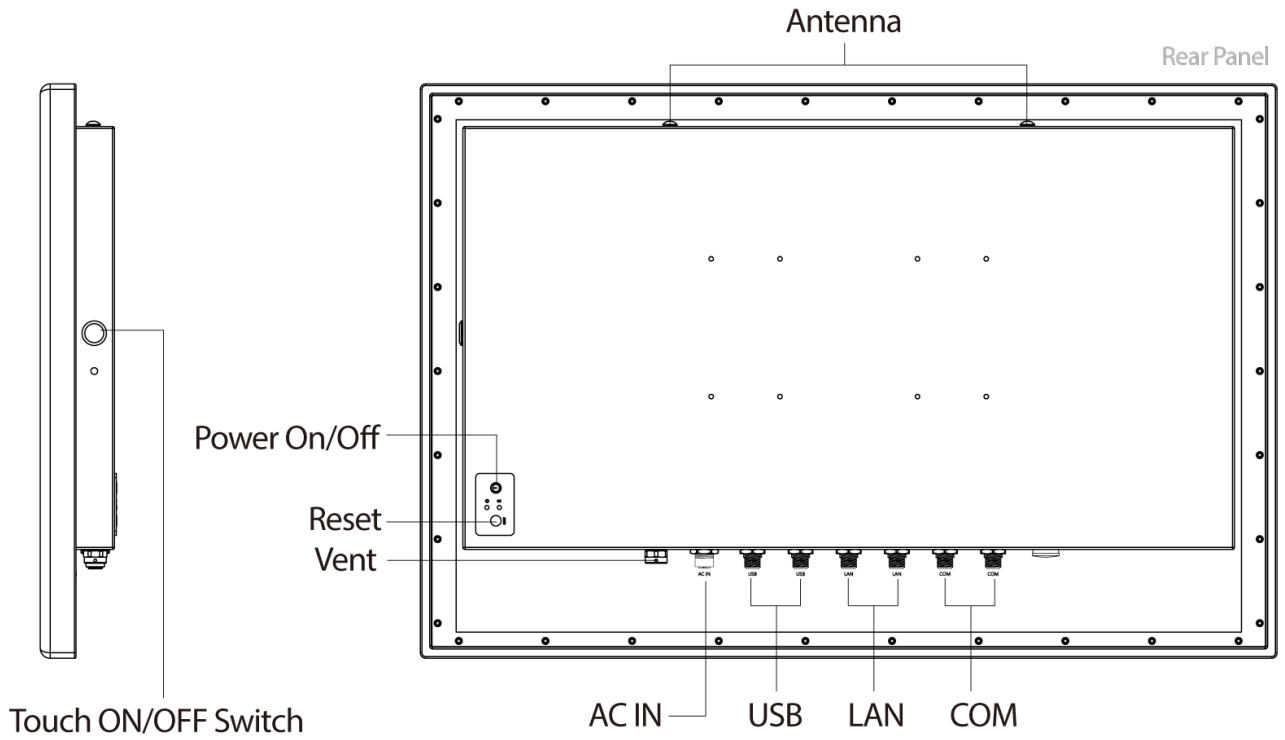 Antenna
Rear Panel
Power On/Off
Reset
Vent
AC IN
USB
USB
LAN
LAN
COM
COM
Touch ON/OFF Switch
AC IN
USB
LAN
COM